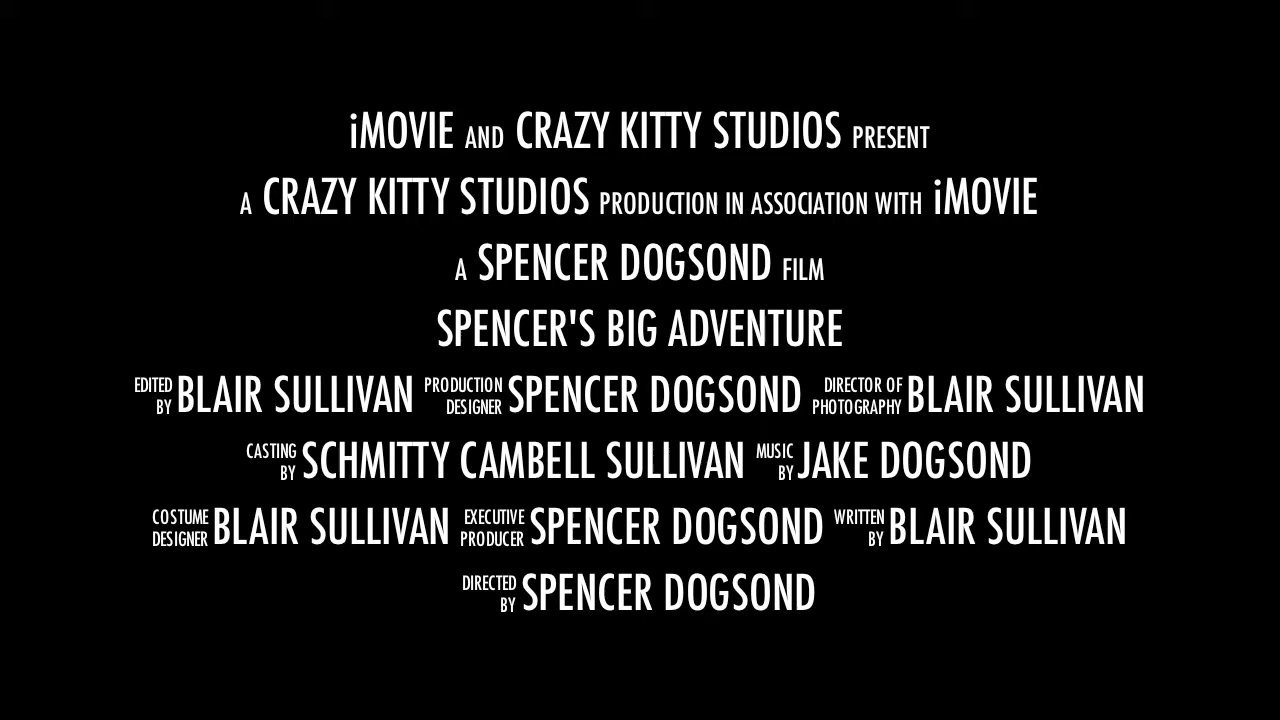 iMOVIE AND CRAZY KITTY STUDIOS PRESENT
A CRAZY KITTY STUDIOS PRODUCTION IN ASSOCIATION WITH iMOVIE
A SPENCER DOGSOND FILM
SPENCER'S BIG ADVENTURE
EDITED BY BLAIR SULLIVAN PRODUCTION DESIGNER SPENCER DOGSOND DIRECTOR OF PHOTOGRAPHY BLAIR SULLIVAN
CASTING BY SCHMITTY CAMBELL SULLIVAN MUSIC BY JAKE DOGSOND
COSTUME DESIGNER BLAIR SULLIVAN EXECUTIVE PRODUCER SPENCER DOGSOND WRITTEN BY BLAIR SULLIVAN
DIRECTED BY SPENCER DOGSOND